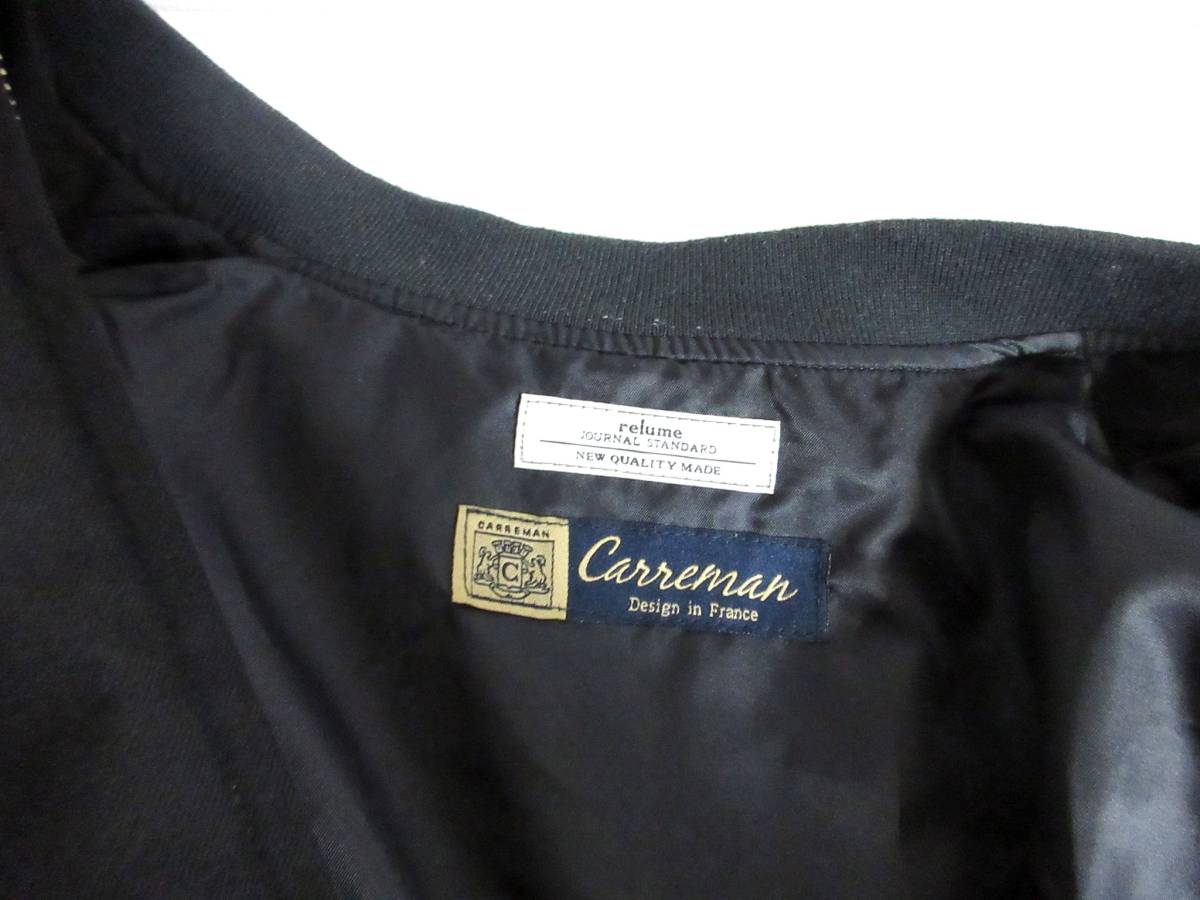 relume
JOURNAL STANDARD
NEW QUALITY MADE
CARREMAN
C
Carreman
Design in France